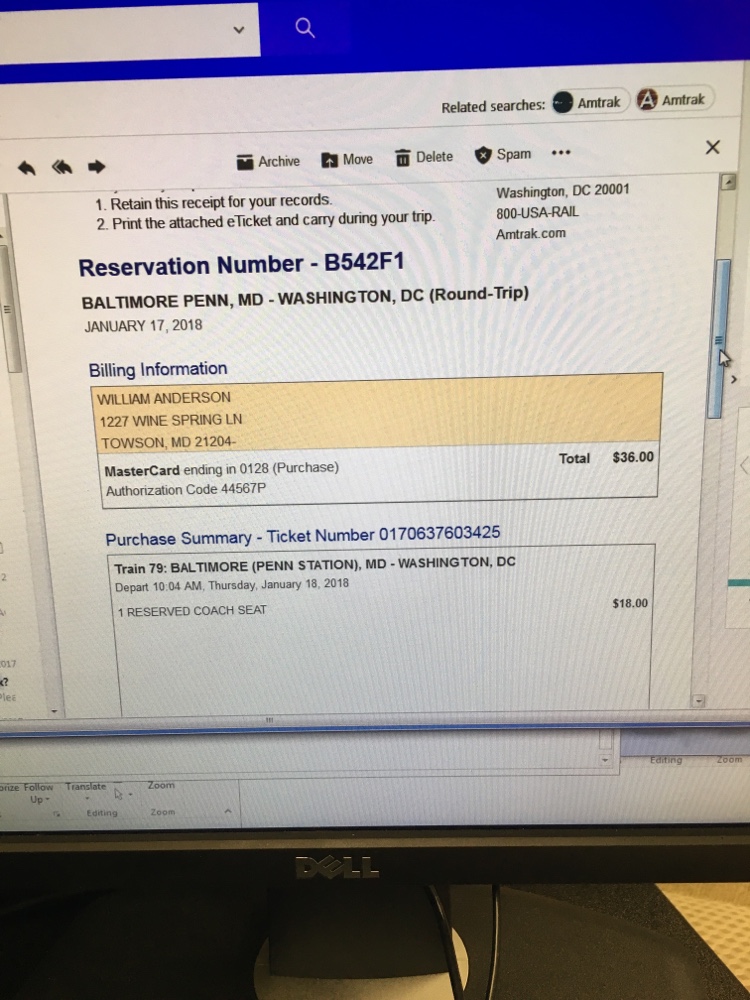 Related searches: Amtrak A Amtrak
Archive Move Delete Spam •••
1. Retain this receipt for your records.
2. Print the attached eTicket and carry during your trip.
Washington, DC 20001
800-USA-RAIL
Amtrak.com
Reservation Number - B542F1
BALTIMORE PENN, MD - WASHINGTON, DC (Round-Trip)
JANUARY 17, 2018
Billing Information
WILLIAM ANDERSON
1227 WINE SPRING LN
TOWSON, MD 21204-
MasterCard ending in 0128 (Purchase)
Total $36.00
Authorization Code 44567P
Purchase Summary - Ticket Number 0170637603425
Train 79: BALTIMORE (PENN STATION), MD - WASHINGTON, DC
Depart 10:04 AM, Thursday, January 18, 2018
1 RESERVED COACH SEAT
$18.00
2
017
k?
Editing Zoom
Follow Translate Zoom
Up
Editing Zoom
DELL